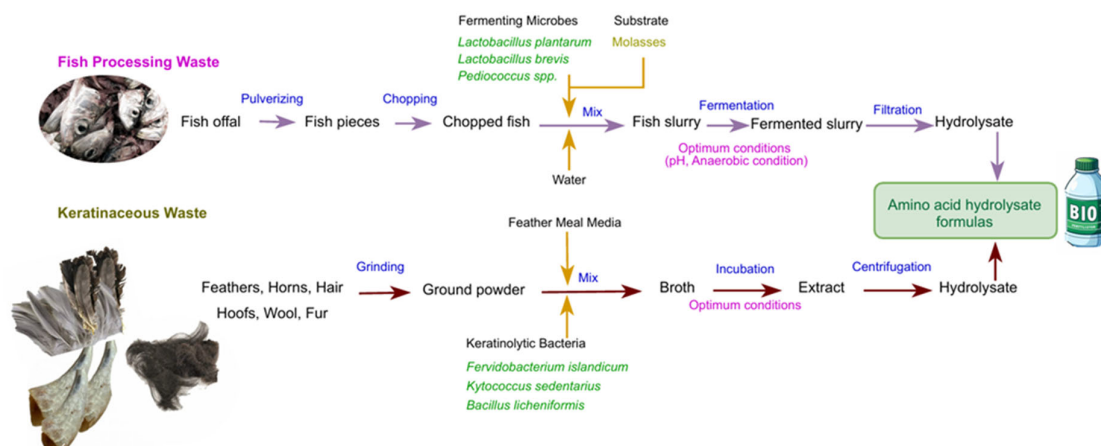 Fermenting Microbes
Lactobacillus plantarum
Lactobacillus brevis
Pediococcus spp.
Substrate
Molasses
Fish Processing Waste
Fish offal
Pulverizing
Fish pieces
Chopping
Chopped fish
Mix
Water
Fish slurry
Fermentation
Optimum conditions
(pH, Anaerobic condition)
Fermented slurry
Filtration
Hydrolysate
Amino acid hydrolysate
formulas
BIO
Keratinaceous Waste
Feathers, Horns, Hair
Hoofs, Wool, Fur
Grinding
Ground powder
Feather Meal Media
Mix
Keratinolytic Bacteria
Fervidobacterium islandicum
Kytococcus sedentarius
Bacillus licheniformis
Broth
Incubation
Optimum conditions
Extract
Centrifugation
Hydrolysate